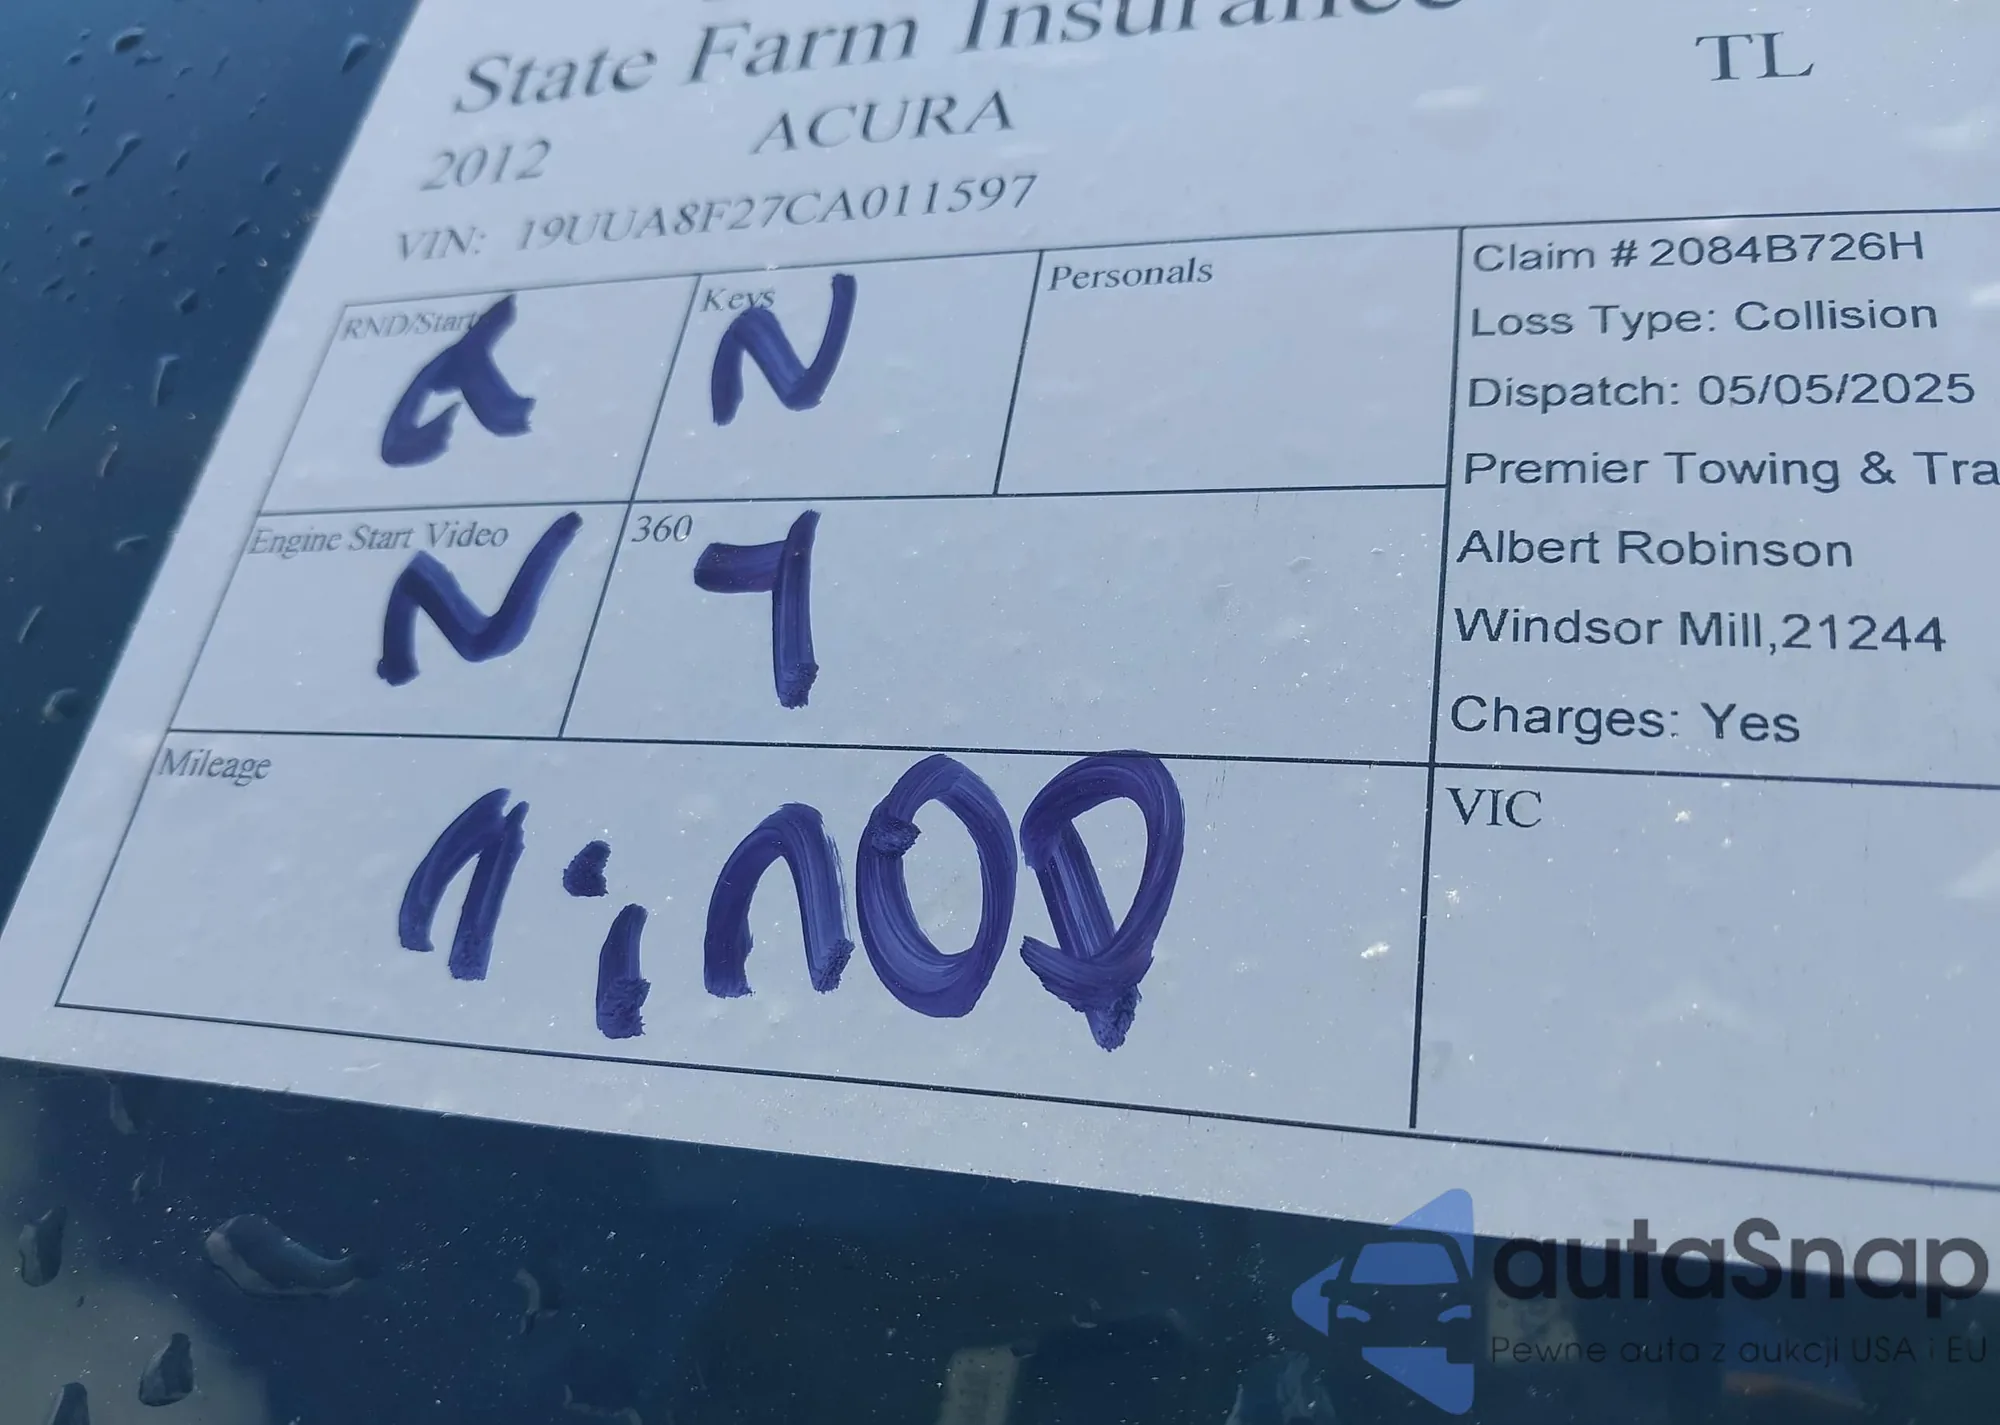 State Farm Insurance
TL
2012 ACURA
VIN: 19UUA8F27CA011597
RND/Start
Keys N
Personals
Engine Start Video N
360 Y
Mileage
Claim # 2084B726H
Loss Type: Collision
Dispatch: 05/05/2025
Premier Towing & Tra
Albert Robinson
Windsor Mill,21244
Charges: Yes
VIC
autaSnap
Pewne auta z aukcji USA i EU